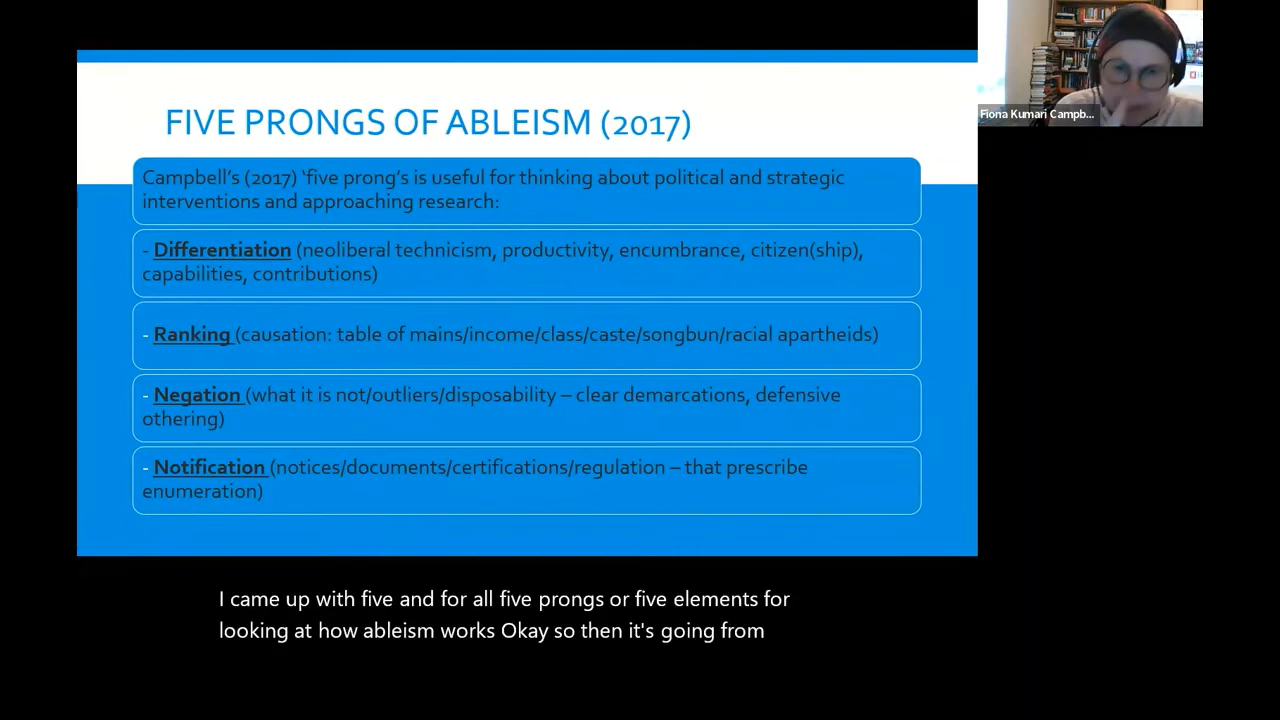 FIVE PRONGS OF ABLEISM (2017)
Campbell's (2017) 'five prong's is useful for thinking about political and strategic
interventions and approaching research:
- Differentiation (neoliberal technicism, productivity, encumbrance, citizen(ship),
capabilities, contributions)
- Ranking (causation: table of mains/income/class/caste/songbun/racial apartheids)
- Negation (what it is not/outliers/disposability – clear demarcations, defensive
othering)
- Notification (notices/documents/certifications/regulation – that prescribe
enumeration)
Fiona Kumari Campb...
I came up with five and for all five prongs or five elements for
looking at how ableism works Okay so then it's going from